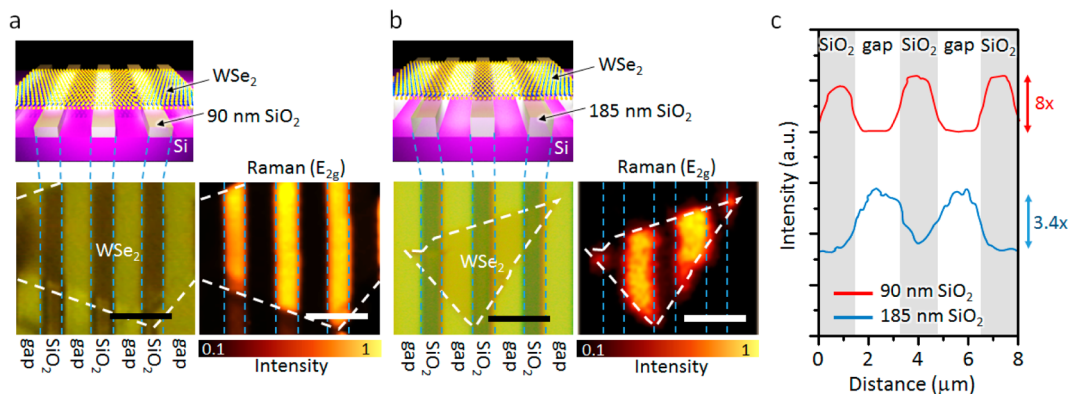 a
WSe₂
90 nm SiO₂
Si
Raman (E₂g)
WSe₂
gap
SiO₂
gap
SiO₂
gap
SiO₂
gap
0.1
1
Intensity
b
WSe₂
185 nm SiO₂
Raman (E₂g)
WSe₂
gap
SiO₂
gap
SiO₂
gap
SiO₂
gap
0.1
1
Intensity
c
SiO₂ gap SiO₂ gap SiO₂
8x
3.4x
Intensity (a.u.)
90 nm SiO₂
185 nm SiO₂
0 2 4 6 8
Distance (μm)